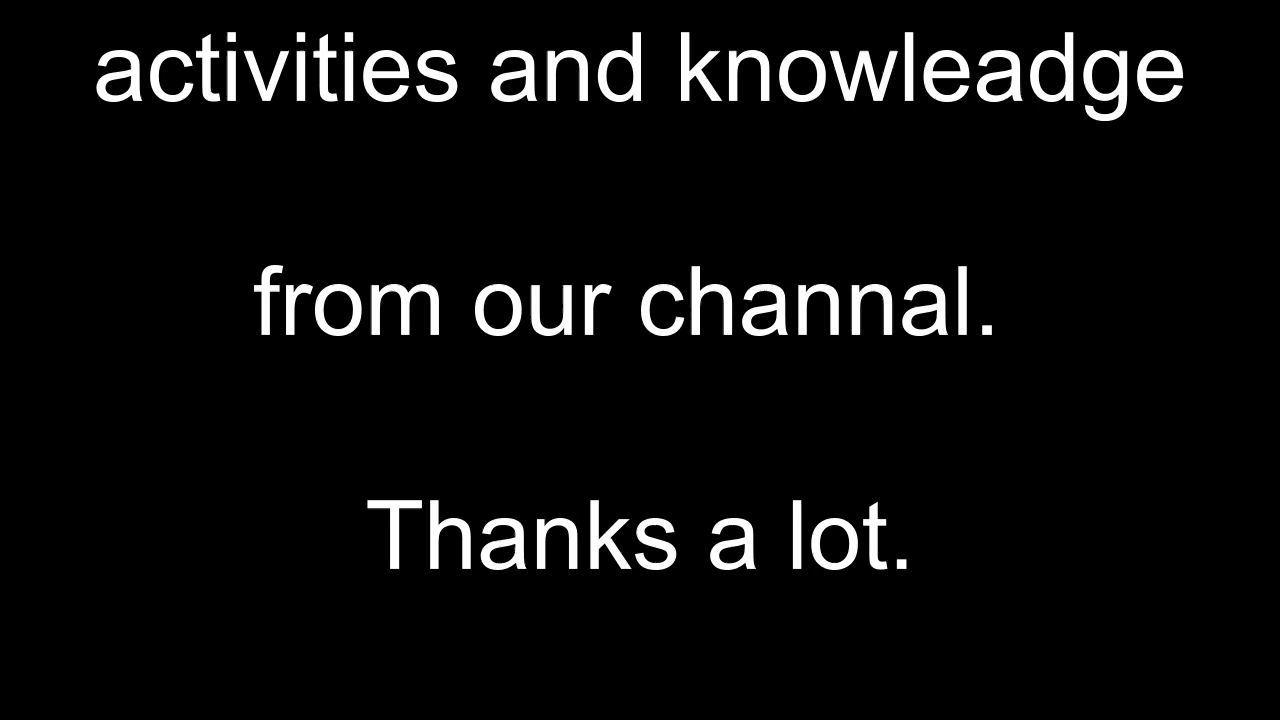 activities and knowleadge
from our channal.
Thanks a lot.